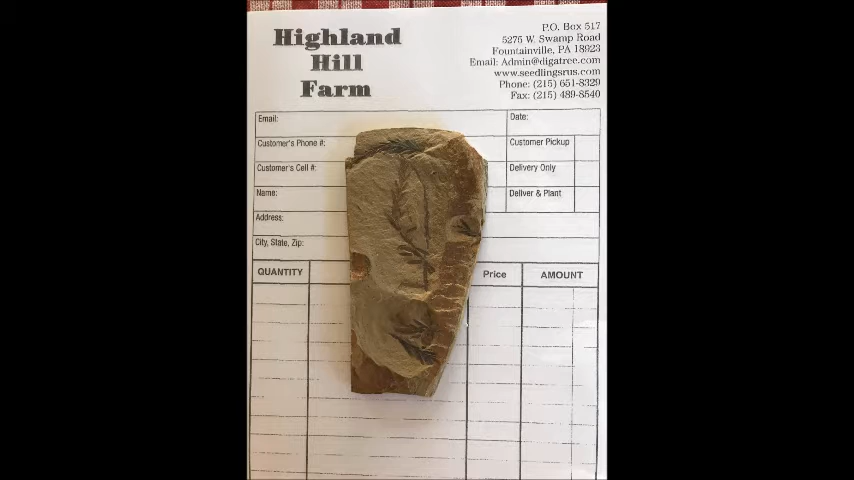 Highland
Hill
Farm
P.O. Box 517
5275 W. Swamp Road
Fountainville, PA 18923
Email: Admin@digatree.com
www.seedlingsrus.com
Phone: (215) 651-8329
Fax: (215) 489-8540
Email:
Date:
Customer's Phone #:
Customer Pickup
Customer's Cell #:
Delivery Only
Name:
Deliver & Plant
Address:
City, State, Zip:
QUANTITY
Price
AMOUNT